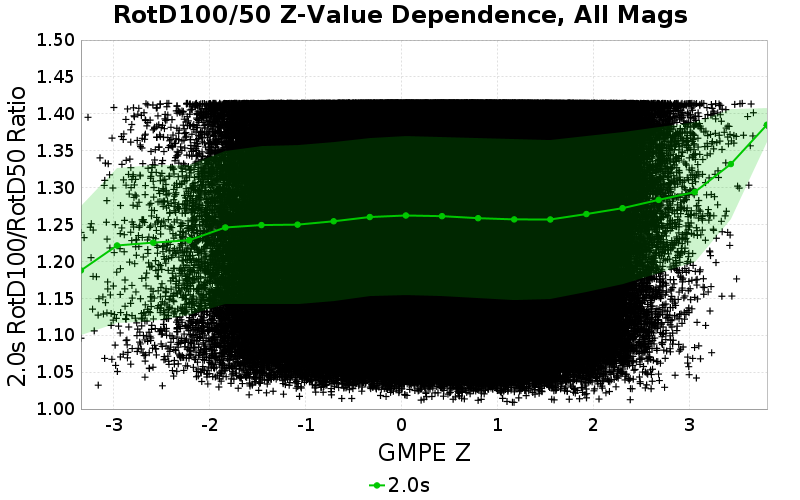 RotD100/50 Z-Value Dependence, All Mags
2.0s RotD100/RotD50 Ratio
1.50
1.45
1.40
1.35
1.30
1.25
1.20
1.15
1.10
1.05
1.00
-3 -2 -1 0 1 2 3
GMPE Z
2.0s